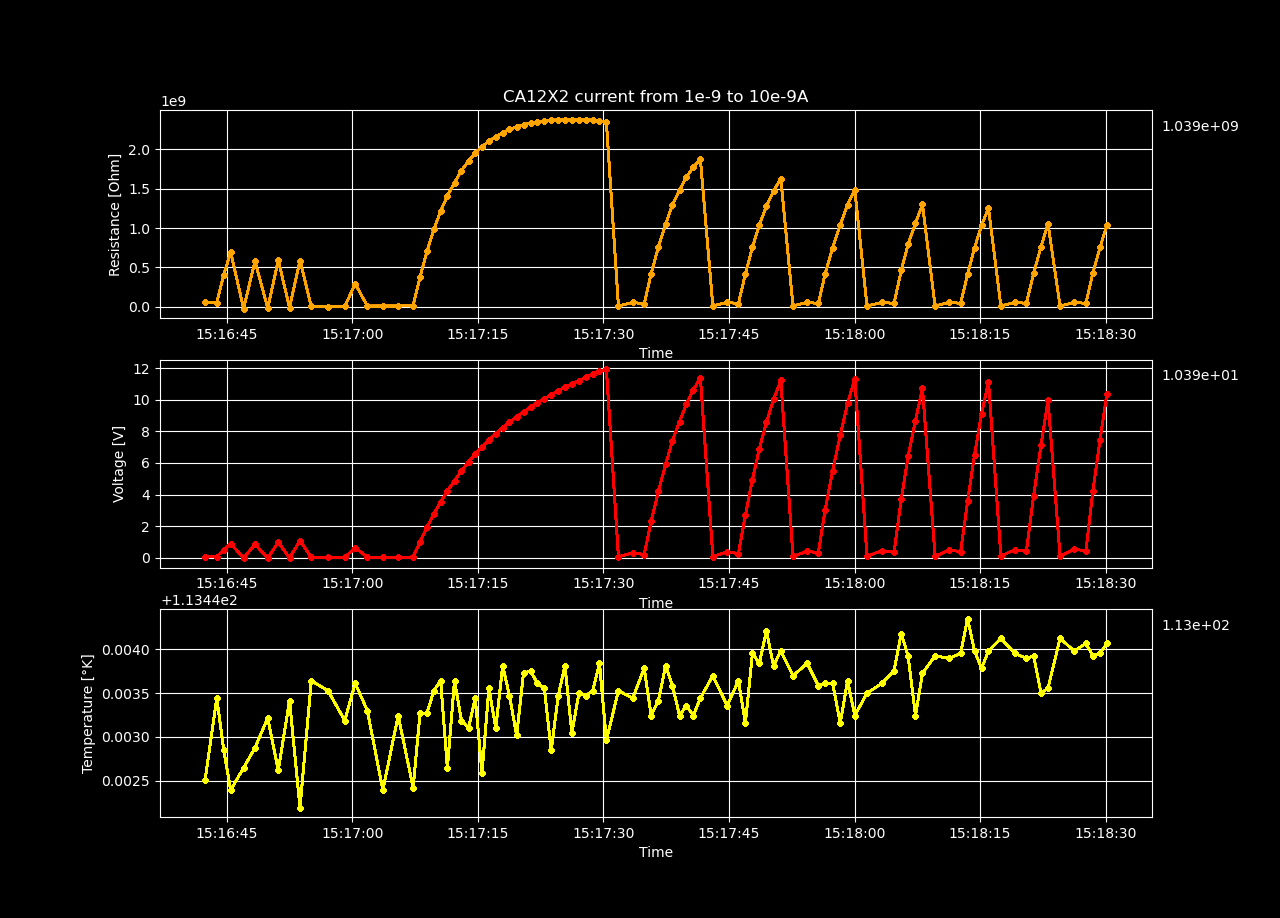 CA12X2 current from 1e-9 to 10e-9A
1e9
1.039e+09
Resistance [Ohm]
2.0
1.5
1.0
0.5
0.0
15:16:45 15:17:00 15:17:15 15:17:30 15:17:45 15:18:00 15:18:15 15:18:30
Time
1.039e+01
Voltage [V]
12
10
8
6
4
2
0
15:16:45 15:17:00 15:17:15 15:17:30 15:17:45 15:18:00 15:18:15 15:18:30
Time
+1.1344e2
1.13e+02
Temperature [°K]
0.0040
0.0035
0.0030
0.0025
15:16:45 15:17:00 15:17:15 15:17:30 15:17:45 15:18:00 15:18:15 15:18:30
Time